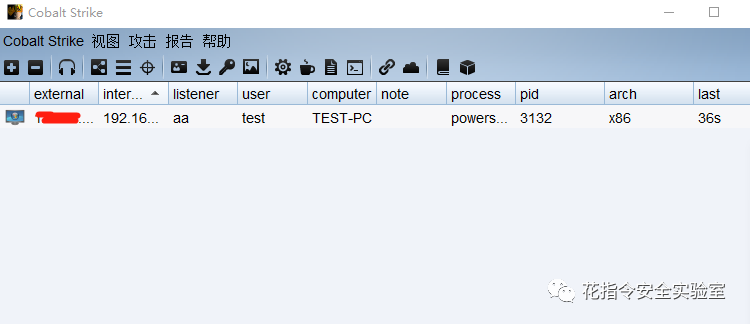 Cobalt Strike
Cobalt Strike 视图 攻击 报告 帮助
external inter... listener user computer note process pid arch last
.... 192.16... aa test TEST-PC powers... 3132 x86 36s
花指令安全实验室